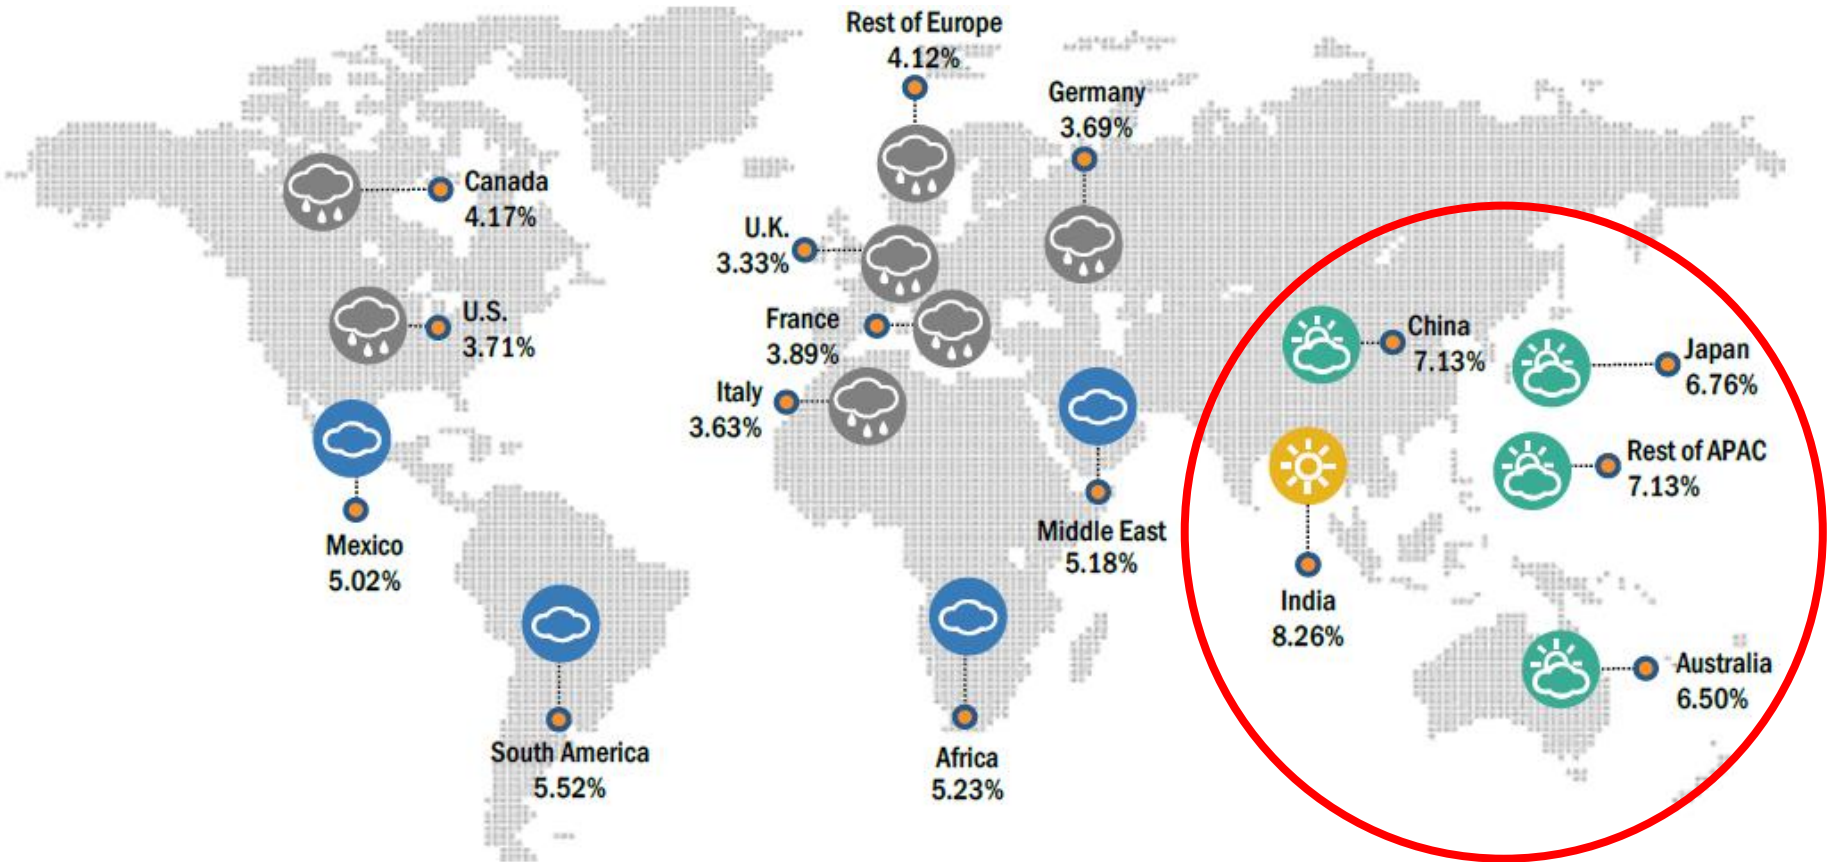 Rest of Europe
4.12%
Germany
3.69%
Canada
4.17%
U.K.
3.33%
U.S.
3.71%
France
3.89%
Italy
3.63%
China
7.13%
Japan
6.76%
Rest of APAC
7.13%
Mexico
5.02%
Middle East
5.18%
India
8.26%
Australia
6.50%
South America
5.52%
Africa
5.23%